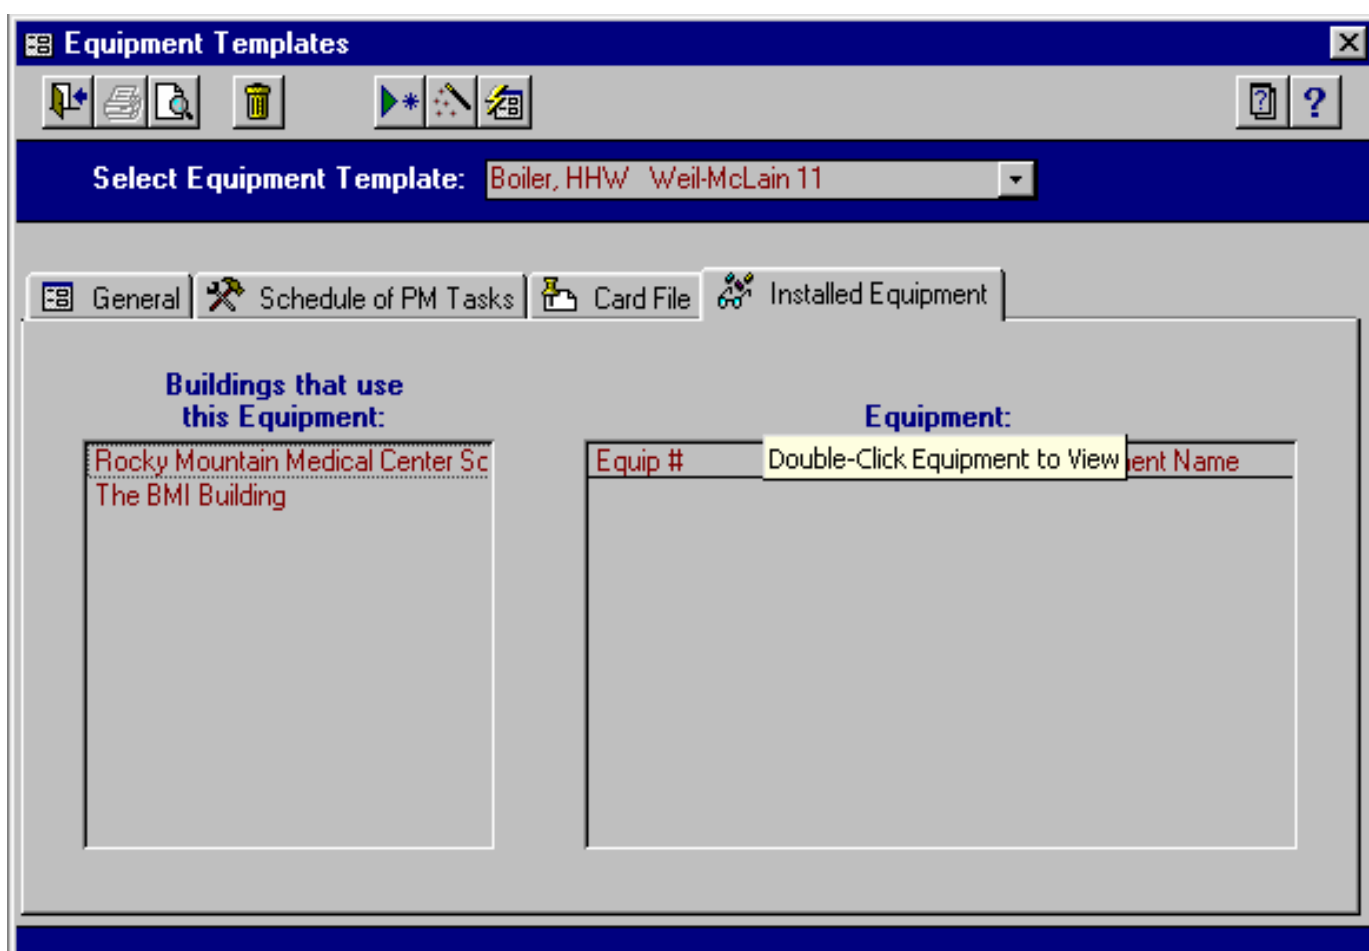 Equipment Templates
Select Equipment Template: Boiler, HHW Weil-McLain 11
General Schedule of PM Tasks Card File Installed Equipment
Buildings that use
this Equipment:
Rocky Mountain Medical Center Sc
The BMI Building
Equipment:
Equip # Double-Click Equipment to View ent Name